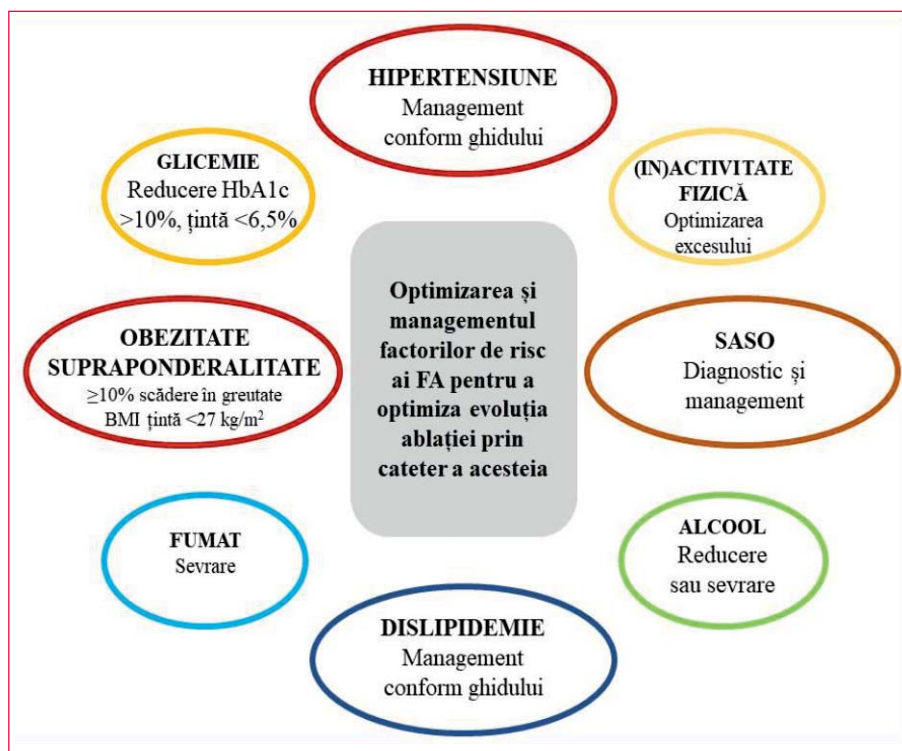 HIPERTENSIUNE
Management
conform ghidului
GLICEMIE
Reducere HbA1c
>10%, țintă <6,5%
(IN)ACTIVITATE
FIZICĂ
Optimizarea
excesului
Optimizarea și
managementul
factorilor de risc
ai FA pentru a
optimiza evoluția
ablației prin
cateter a acesteia
OBEZITATE
SUPRAPONDERALITATE
≥10% scădere în greutate
BMI țintă <27 kg/m²
SASO
Diagnostic și
management
FUMAT
Sevrare
ALCOOL
Reducere
sau sevrare
DISLIPIDEMIE
Management
conform ghidului